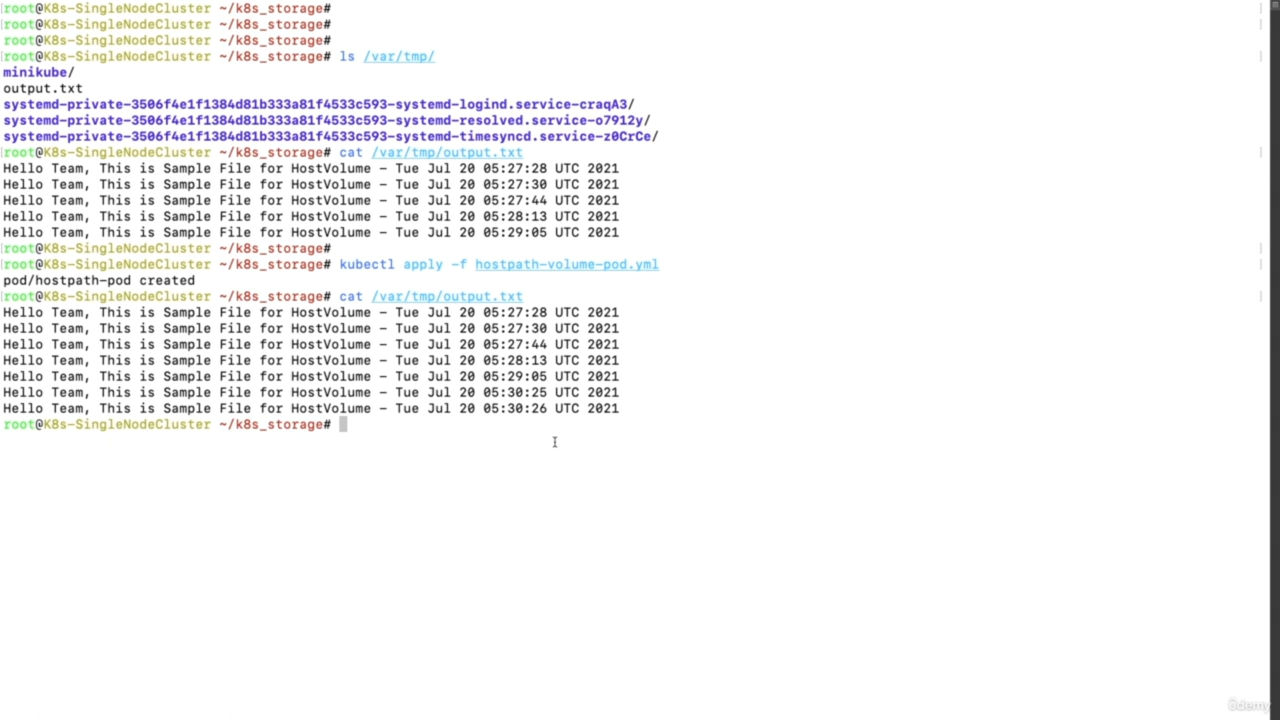 root@K8s-SingleNodeCluster ~/k8s_storage#
root@K8s-SingleNodeCluster ~/k8s_storage#
root@K8s-SingleNodeCluster ~/k8s_storage#
root@K8s-SingleNodeCluster ~/k8s_storage# ls /var/tmp/
minikube/
output.txt
systemd-private-3506f4e1f1384d81b333a81f4533c593-systemd-logind.service-craqA3/
systemd-private-3506f4e1f1384d81b333a81f4533c593-systemd-resolved.service-o7912y/
systemd-private-3506f4e1f1384d81b333a81f4533c593-systemd-timesyncd.service-z0CrCe/
root@K8s-SingleNodeCluster ~/k8s_storage# cat /var/tmp/output.txt
Hello Team, This is Sample File for HostVolume - Tue Jul 20 05:27:28 UTC 2021
Hello Team, This is Sample File for HostVolume - Tue Jul 20 05:27:30 UTC 2021
Hello Team, This is Sample File for HostVolume - Tue Jul 20 05:27:44 UTC 2021
Hello Team, This is Sample File for HostVolume - Tue Jul 20 05:28:13 UTC 2021
Hello Team, This is Sample File for HostVolume - Tue Jul 20 05:29:05 UTC 2021
root@K8s-SingleNodeCluster ~/k8s_storage#
root@K8s-SingleNodeCluster ~/k8s_storage# kubectl apply -f hostpath-volume-pod.yml
pod/hostpath-pod created
root@K8s-SingleNodeCluster ~/k8s_storage# cat /var/tmp/output.txt
Hello Team, This is Sample File for HostVolume - Tue Jul 20 05:27:28 UTC 2021
Hello Team, This is Sample File for HostVolume - Tue Jul 20 05:27:30 UTC 2021
Hello Team, This is Sample File for HostVolume - Tue Jul 20 05:27:44 UTC 2021
Hello Team, This is Sample File for HostVolume - Tue Jul 20 05:28:13 UTC 2021
Hello Team, This is Sample File for HostVolume - Tue Jul 20 05:29:05 UTC 2021
Hello Team, This is Sample File for HostVolume - Tue Jul 20 05:30:25 UTC 2021
Hello Team, This is Sample File for HostVolume - Tue Jul 20 05:30:26 UTC 2021
root@K8s-SingleNodeCluster ~/k8s_storage#
ûdemy